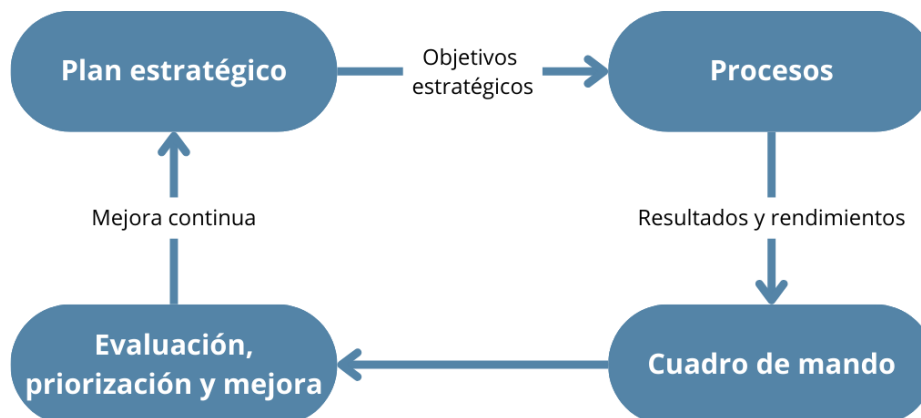 Plan estratégico
Objetivos
estratégicos
Procesos
Mejora continua
Resultados y rendimientos
Evaluación,
priorización y mejora
Cuadro de mando